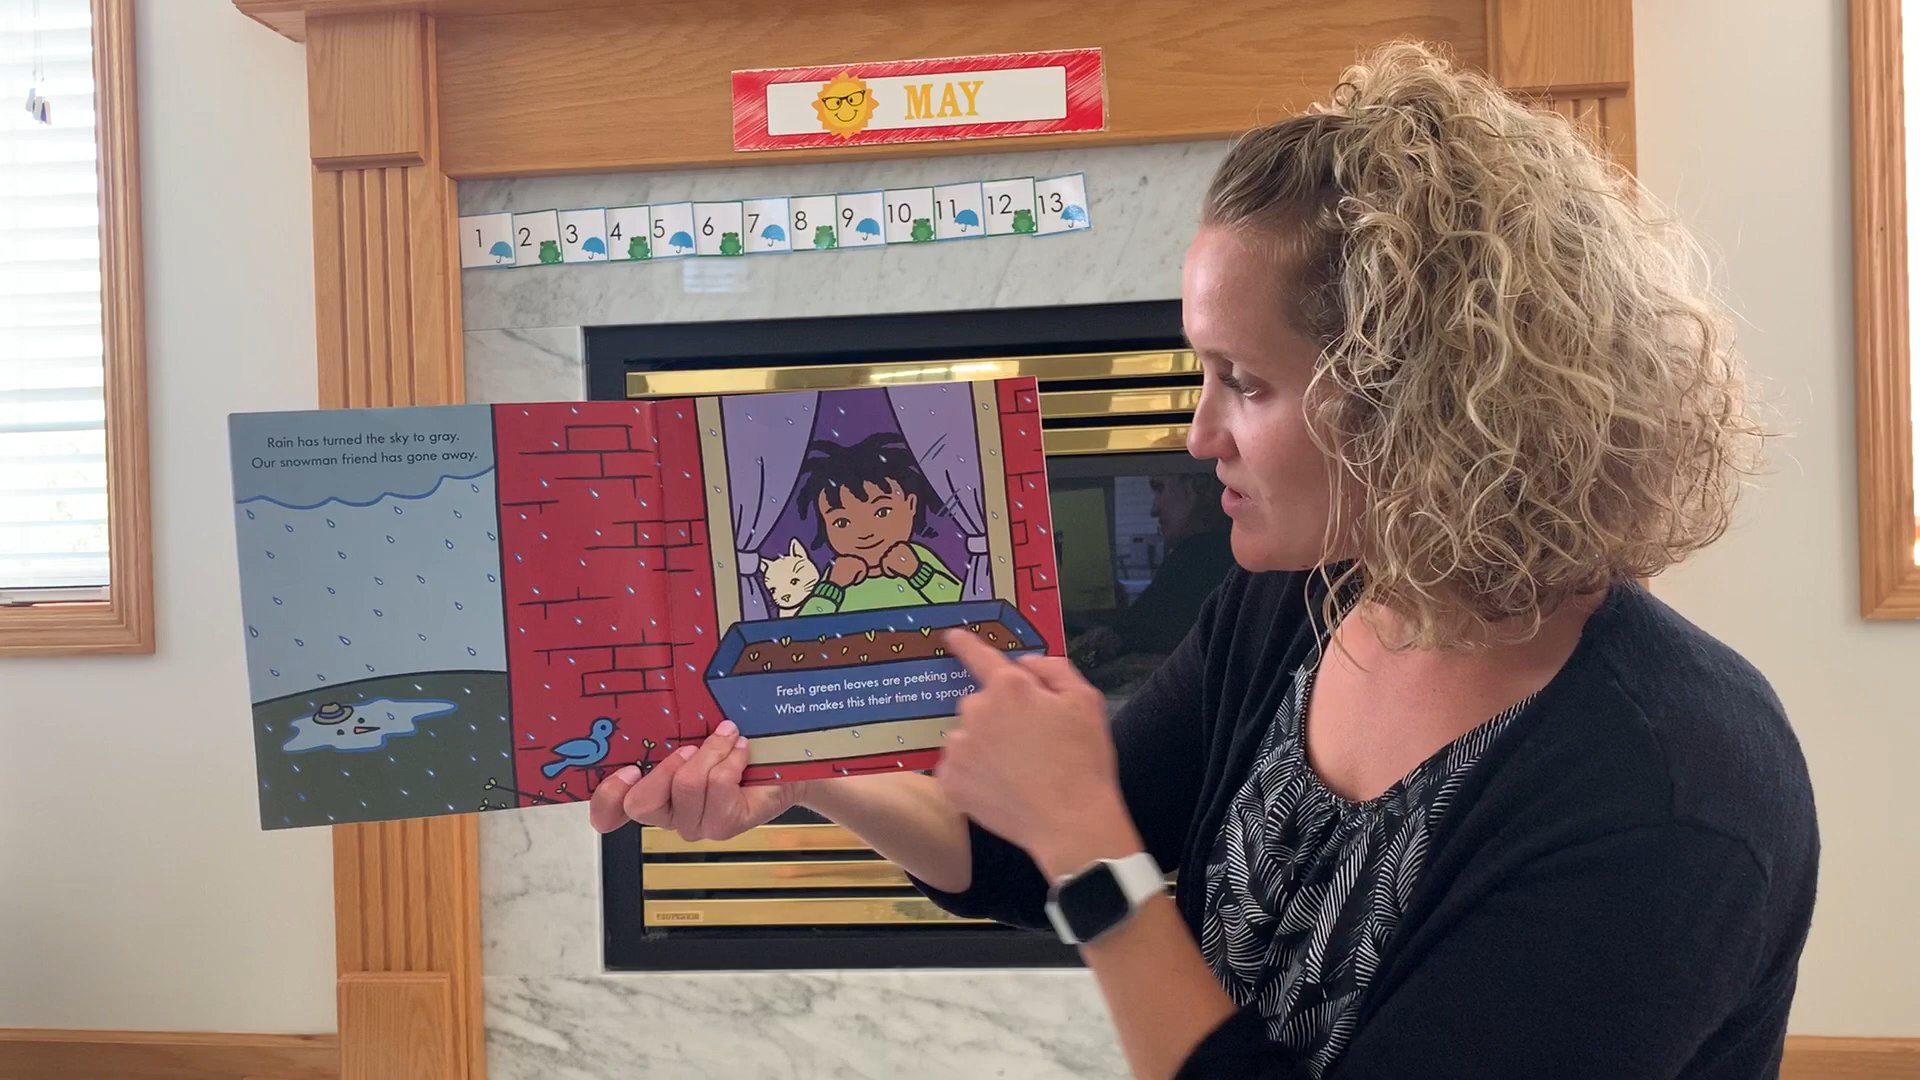 MAY
1 2 3 4 5 6 7 8 9 10 11 12 13
Rain has turned the sky to gray.
Our snowman friend has gone away.
Fresh green leaves are peeking out.
What makes this their time to sprout?